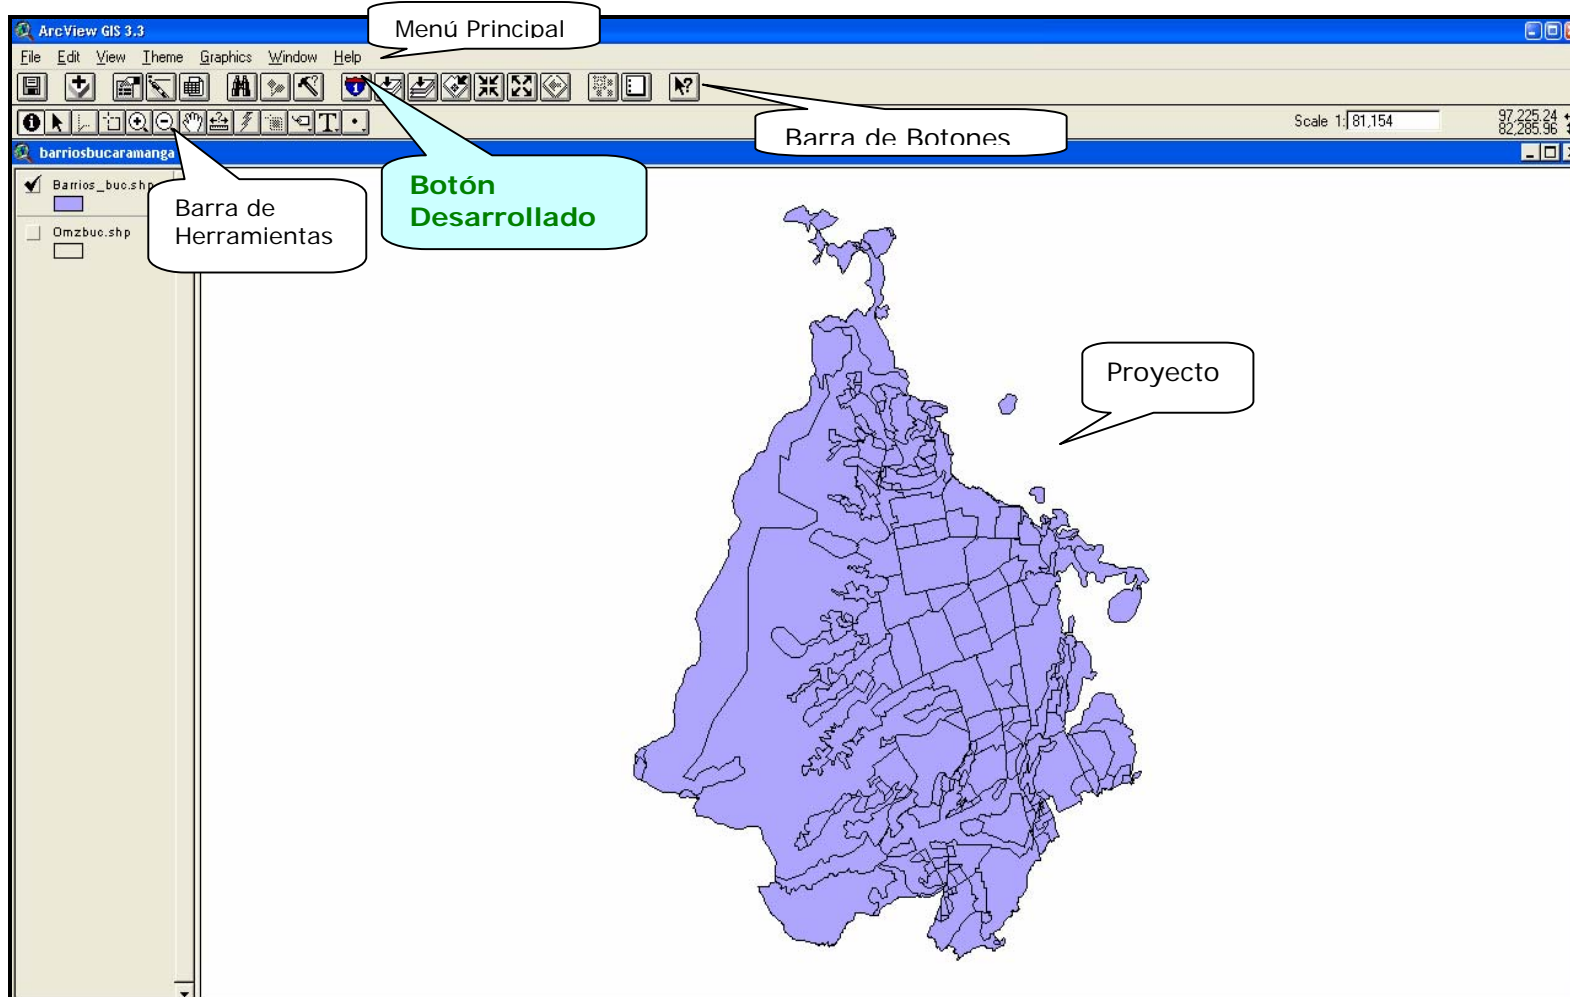 ArcView GIS 3.3
Menú Principal
File Edit View Theme Graphics Window Help
Scale 1: 81,154
97,225.24
82,285.96
Barra de Botones
barriosbucaramanga
Barrios_buc.shp
Botón
Desarrollado
Barra de
Herramientas
Omzbuc.shp
Proyecto